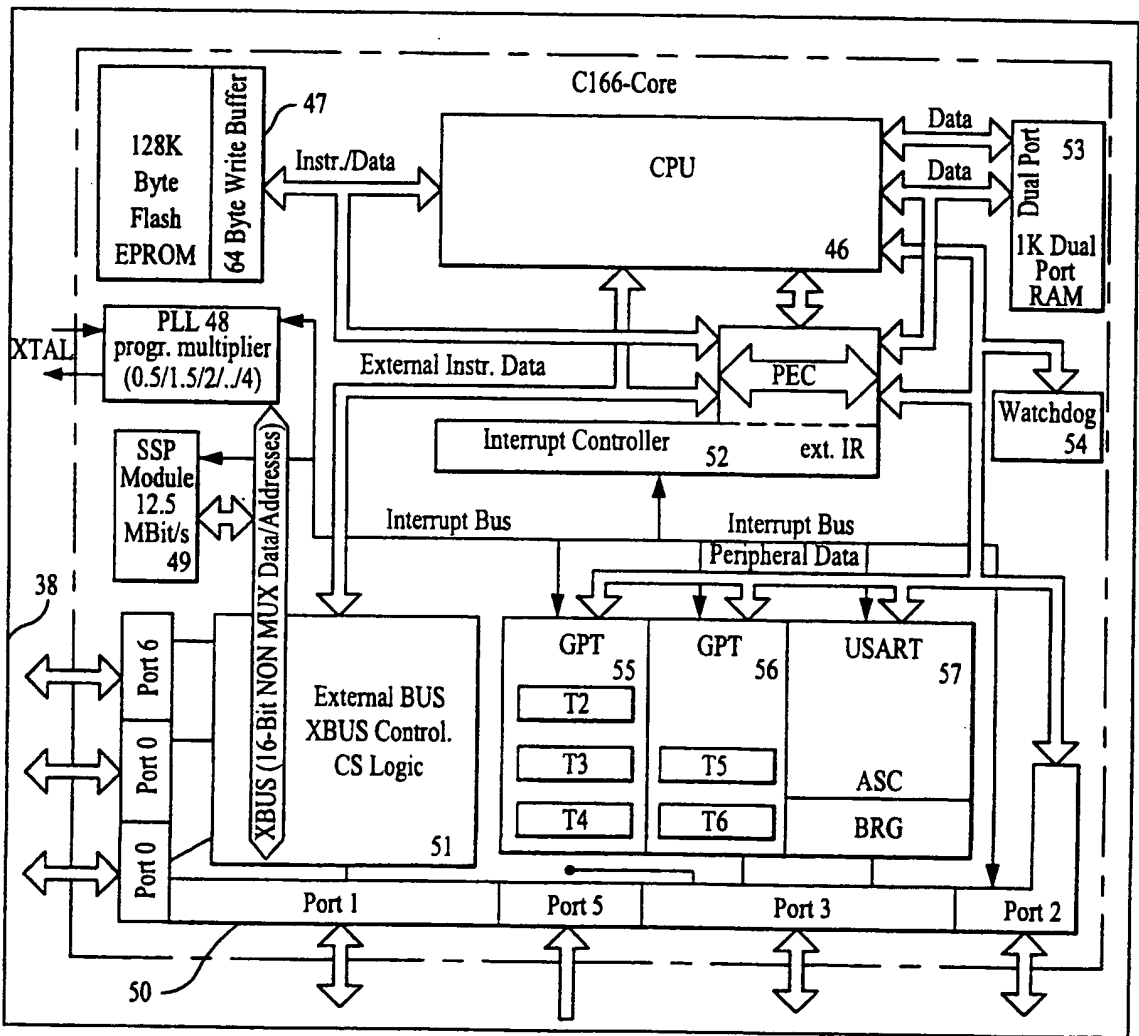 C166-Core
128K
Byte
Flash
EPROM
64 Byte Write Buffer
47
Instr./Data
CPU
46
Data
Data
Dual Port
53
1K Dual
Port
RAM
XTAL
PLL 48
progr. multiplier
(0.5/1.5/2/../4)
External Instr. Data
PEC
Interrupt Controller
52
ext. IR
Watchdog
54
SSP
Module
12.5
MBit/s
49
XBUS (16-Bit NON MUX Data/Addresses)
Interrupt Bus
Interrupt Bus
Peripheral Data
38
Port 6
Port 0
Port 0
External BUS
XBUS Control.
CS Logic
51
GPT
55
T2
T3
T4
GPT
56
T5
T6
USART
57
ASC
BRG
Port 1
Port 5
Port 3
Port 2
50